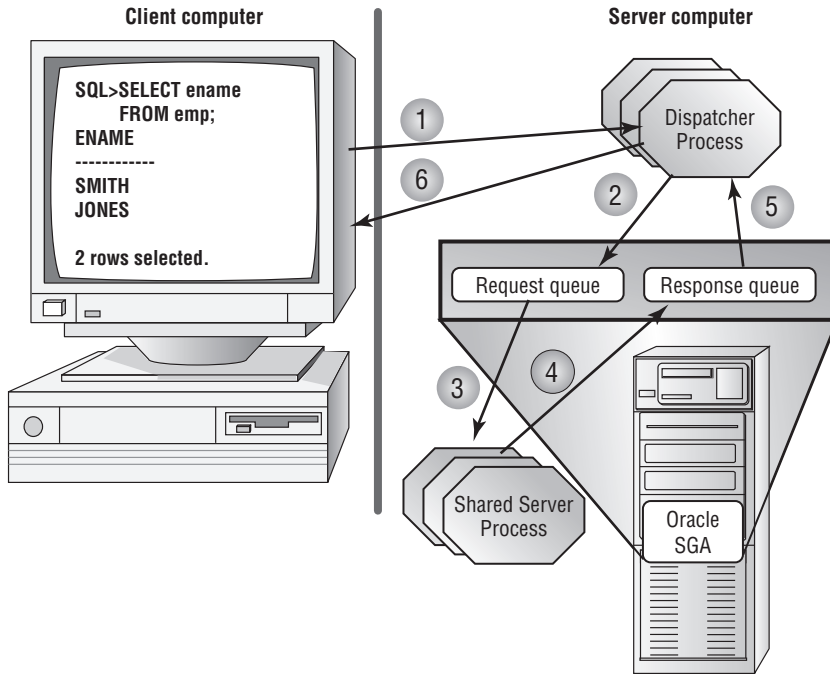 Client computer
Server computer
SQL>SELECT ename
FROM emp;
ENAME
------------
SMITH
JONES
2 rows selected.
1
6
Dispatcher
Process
2
5
Request queue
Response queue
3
4
Shared Server
Process
Oracle
SGA